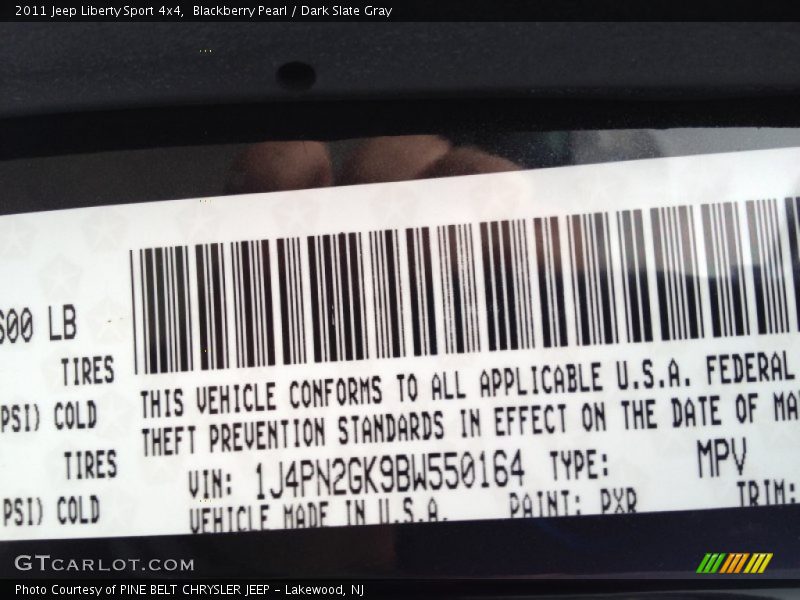 2011 Jeep Liberty Sport 4x4, Blackberry Pearl / Dark Slate Gray
LB
TIRES
PSI) COLD
TIRES
PSI) COLD
THIS VEHICLE CONFORMS TO ALL APPLICABLE U.S.A. FEDERAL
THEFT PREVENTION STANDARDS IN EFFECT ON THE DATE OF MA
VIN: 1J4PN2GK9BW550164 TYPE: MPV
VEHICLE MADE IN U.S.A. PAINT: PXR TRIM:
GTCARLOT.COM
Photo Courtesy of PINE BELT CHRYSLER JEEP - Lakewood, NJ